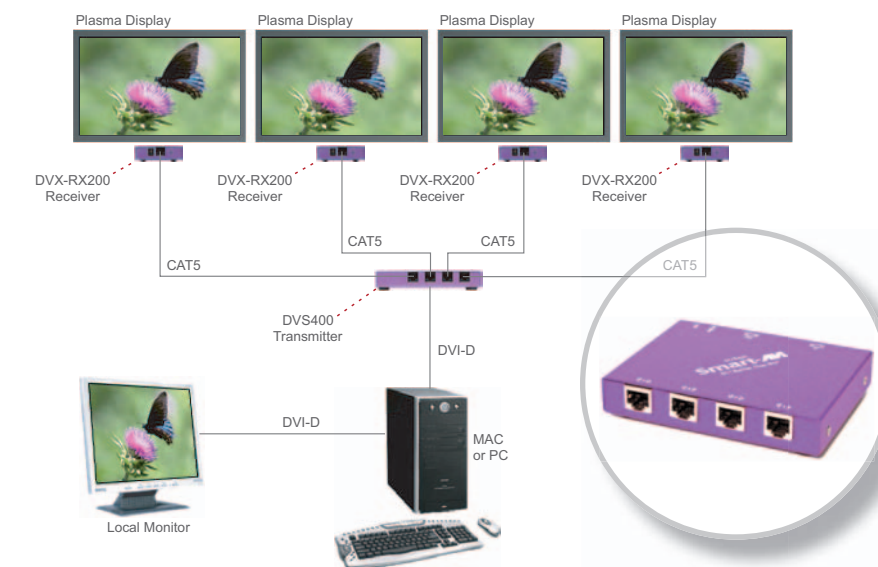 Plasma Display
Plasma Display
Plasma Display
Plasma Display
DVX-RX200
Receiver
DVX-RX200
Receiver
DVX-RX200
Receiver
DVX-RX200
Receiver
CAT5
CAT5
CAT5
CAT5
DVS400
Transmitter
DVI-D
Smart-AVI
DVI-D
MAC
or PC
Local Monitor